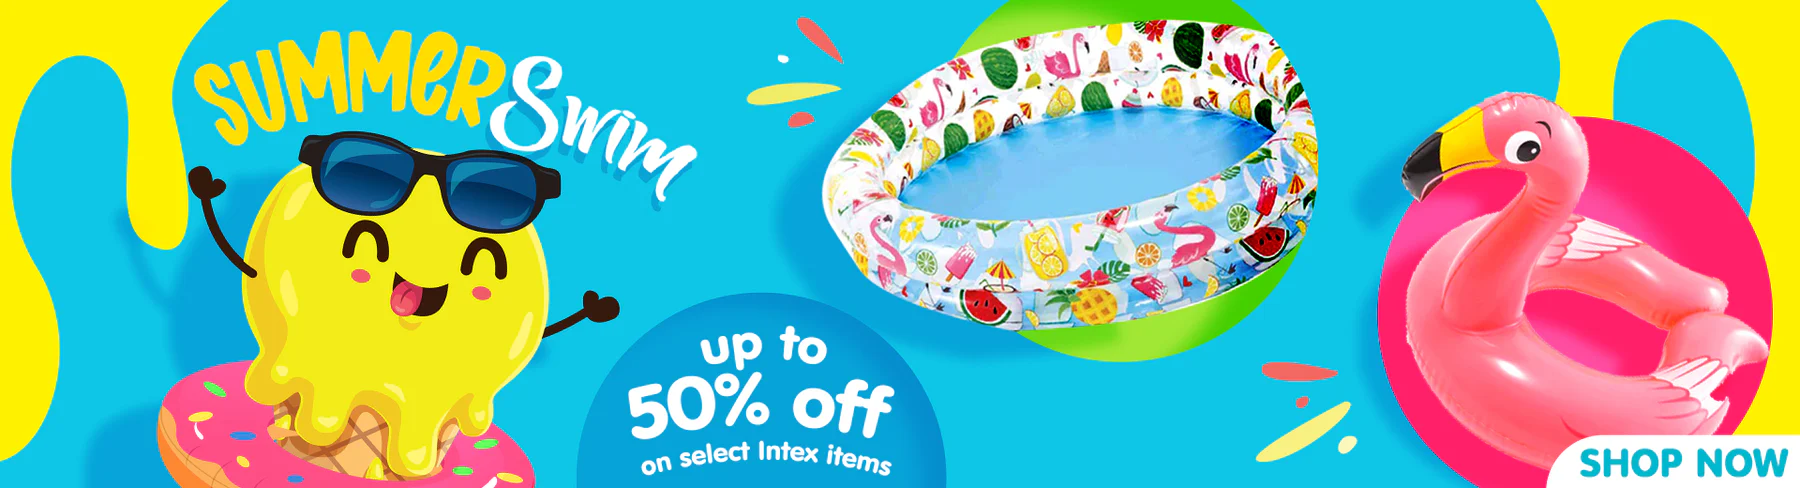 SUMMER Swim
up to
50% off
on select Intex items
SHOP NOW